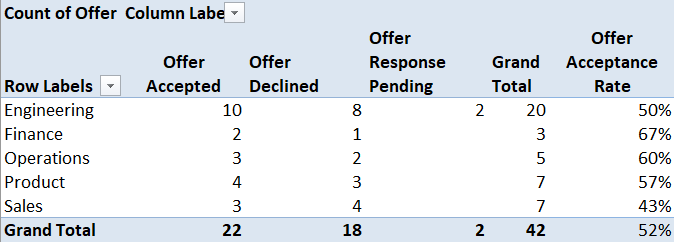 Count of Offer Column Labe
Row Labels Offer Accepted Offer Declined Offer Response Pending Grand Total Offer Acceptance Rate
Engineering 10 8 2 20 50%
Finance 2 1 3 67%
Operations 3 2 5 60%
Product 4 3 7 57%
Sales 3 4 7 43%
Grand Total 22 18 2 42 52%